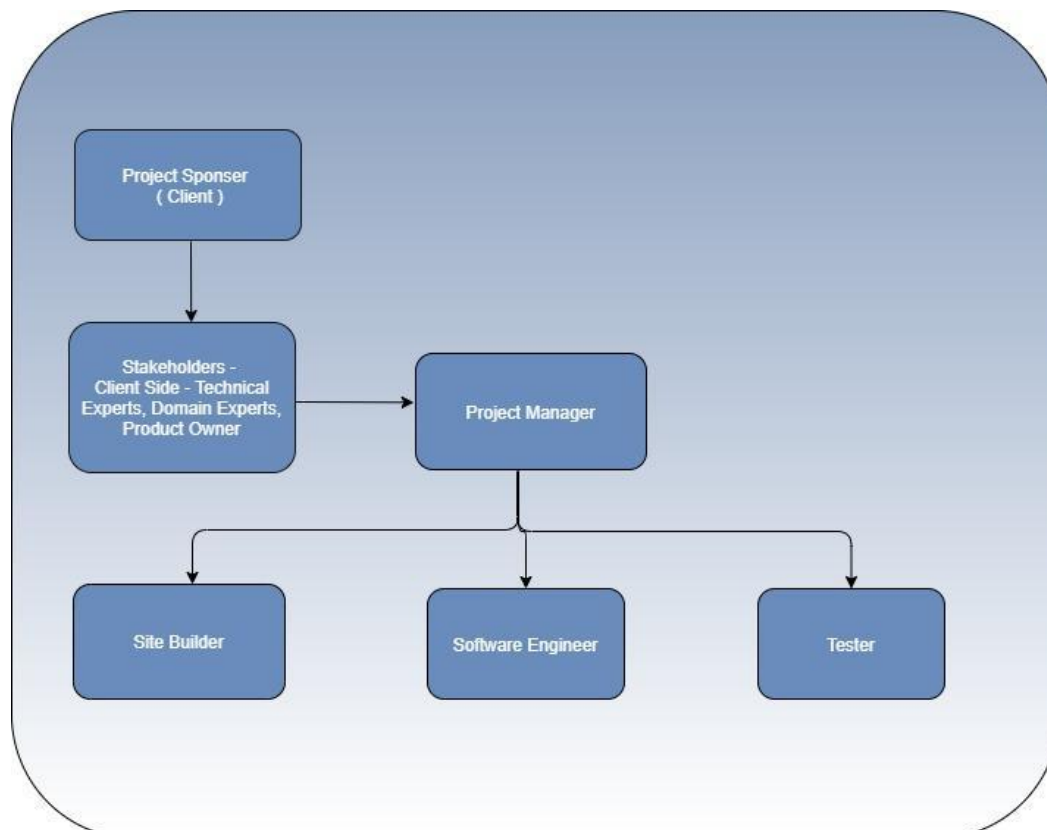 Project Sponser
( Client )
Stakeholders -
Client Side - Technical
Experts, Domain Experts,
Product Owner
Project Manager
Site Builder
Software Engineer
Tester